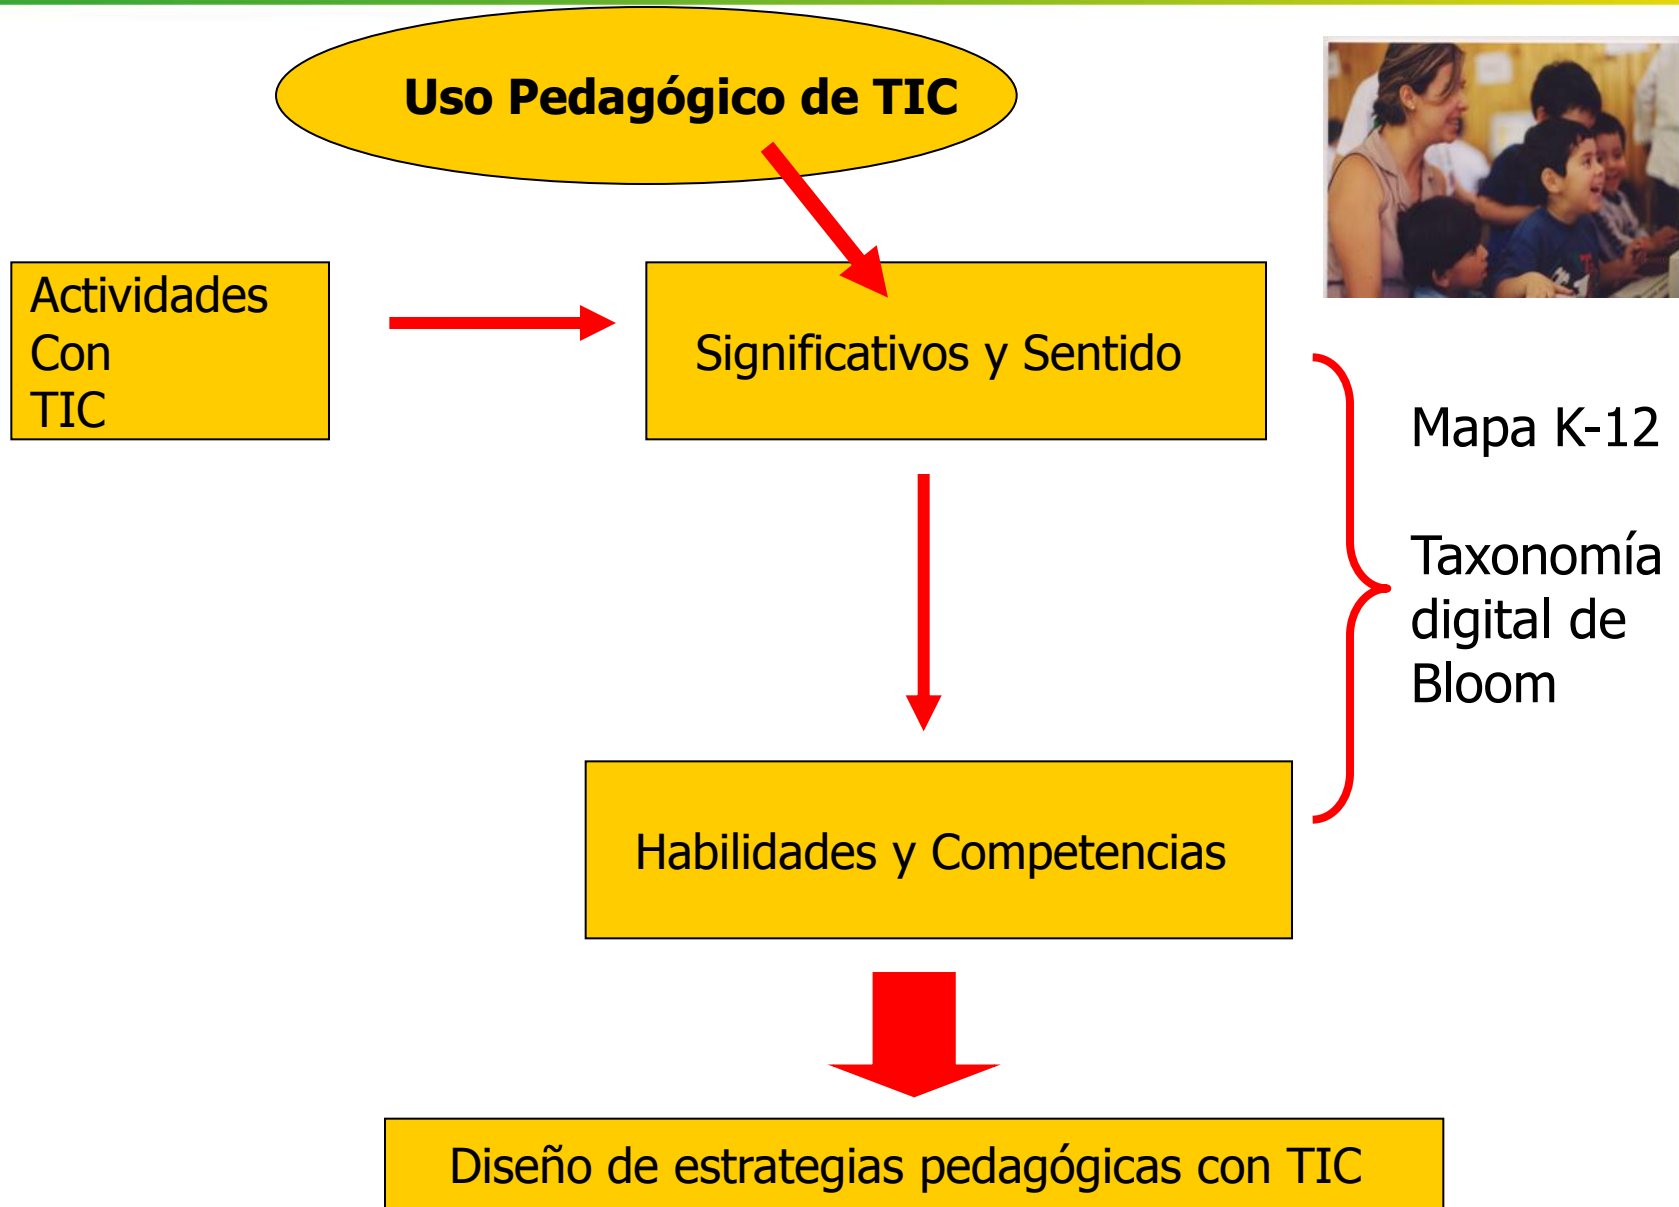 Uso Pedagógico de TIC
Actividades
Con
TIC
Significativos y Sentido
Mapa K-12
Taxonomía
digital de
Bloom
Habilidades y Competencias
Diseño de estrategias pedagógicas con TIC